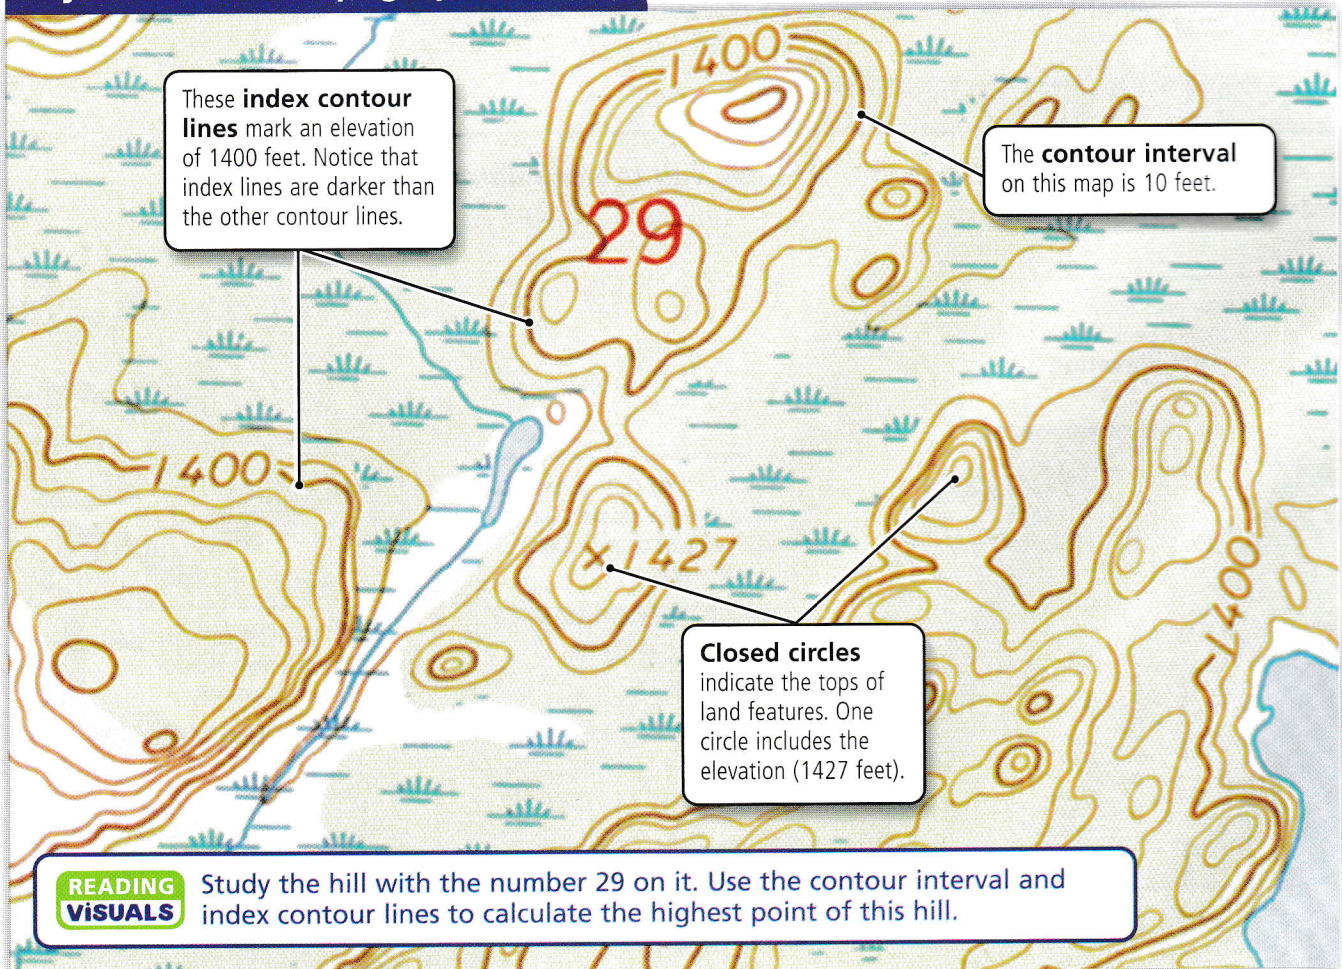 1400
These index contour
lines mark an elevation
of 1400 feet. Notice that
index lines are darker than
the other contour lines.
The contour interval
on this map is 10 feet.
29
1400
×1427
1400
Closed circles
indicate the tops of
land features. One
circle includes the
elevation (1427 feet).
READING
ViSUALS
Study the hill with the number 29 on it. Use the contour interval and
index contour lines to calculate the highest point of this hill.